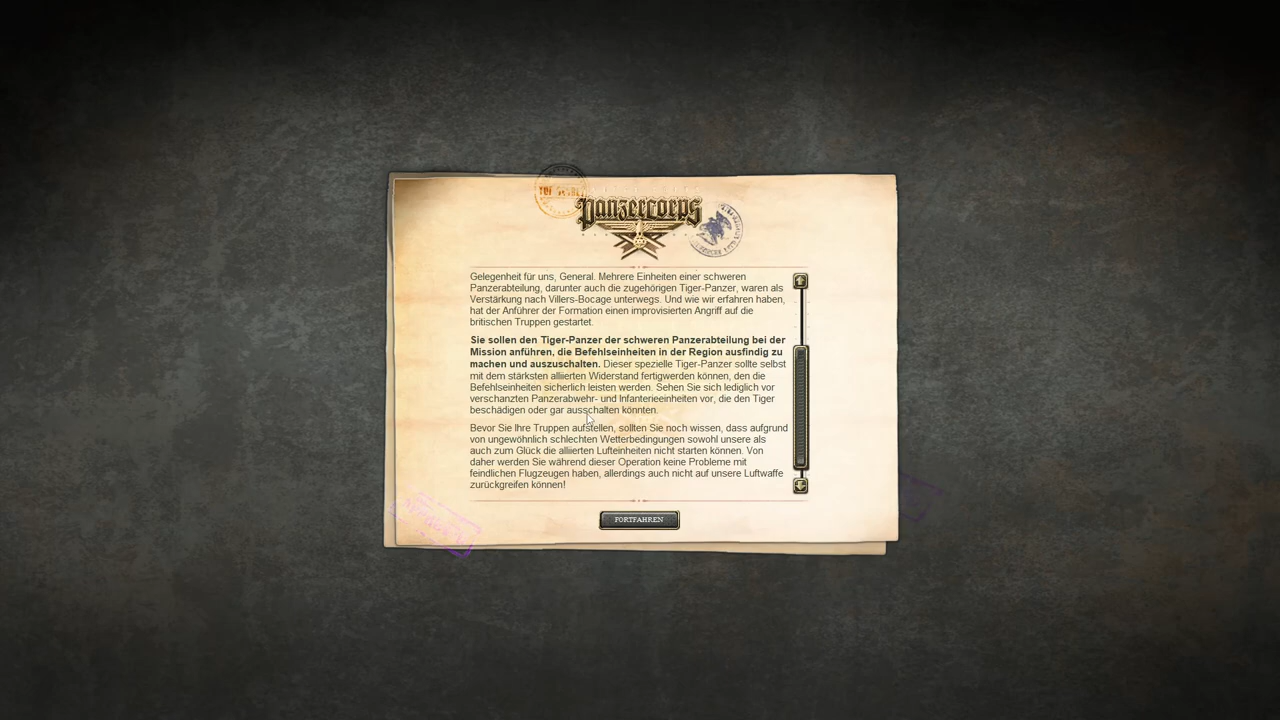 Panzercorps
Gelegenheit für uns, General. Mehrere Einheiten einer schweren
Panzerabteilung, darunter auch die zugehörigen Tiger-Panzer, waren als
Verstärkung nach Villers-Bocage unterwegs. Und wie wir erfahren haben,
hat der Anführer der Formation einen improvisierten Angriff auf die
britischen Truppen gestartet.
Sie sollen den Tiger-Panzer der schweren Panzerabteilung bei der
Mission anführen, die Befehlseinheiten in der Region ausfindig zu
machen und auszuschalten. Dieser spezielle Tiger-Panzer sollte selbst
mit dem stärksten alliierten Widerstand fertigwerden können, den die
Befehlseinheiten sicherlich leisten werden. Sehen Sie sich lediglich vor
verschanzten Panzerabwehr- und Infanterieeinheiten vor, die den Tiger
beschädigen oder gar ausschalten könnten.
Bevor Sie Ihre Truppen aufstellen, sollten Sie noch wissen, dass aufgrund
von ungewöhnlich schlechten Wetterbedingungen sowohl unsere als
auch zum Glück die alliierten Lufteinheiten nicht starten können. Von
daher werden Sie während dieser Operation keine Probleme mit
feindlichen Flugzeugen haben, allerdings auch nicht auf unsere Luftwaffe
zurückgreifen können!
FORTFAHREN